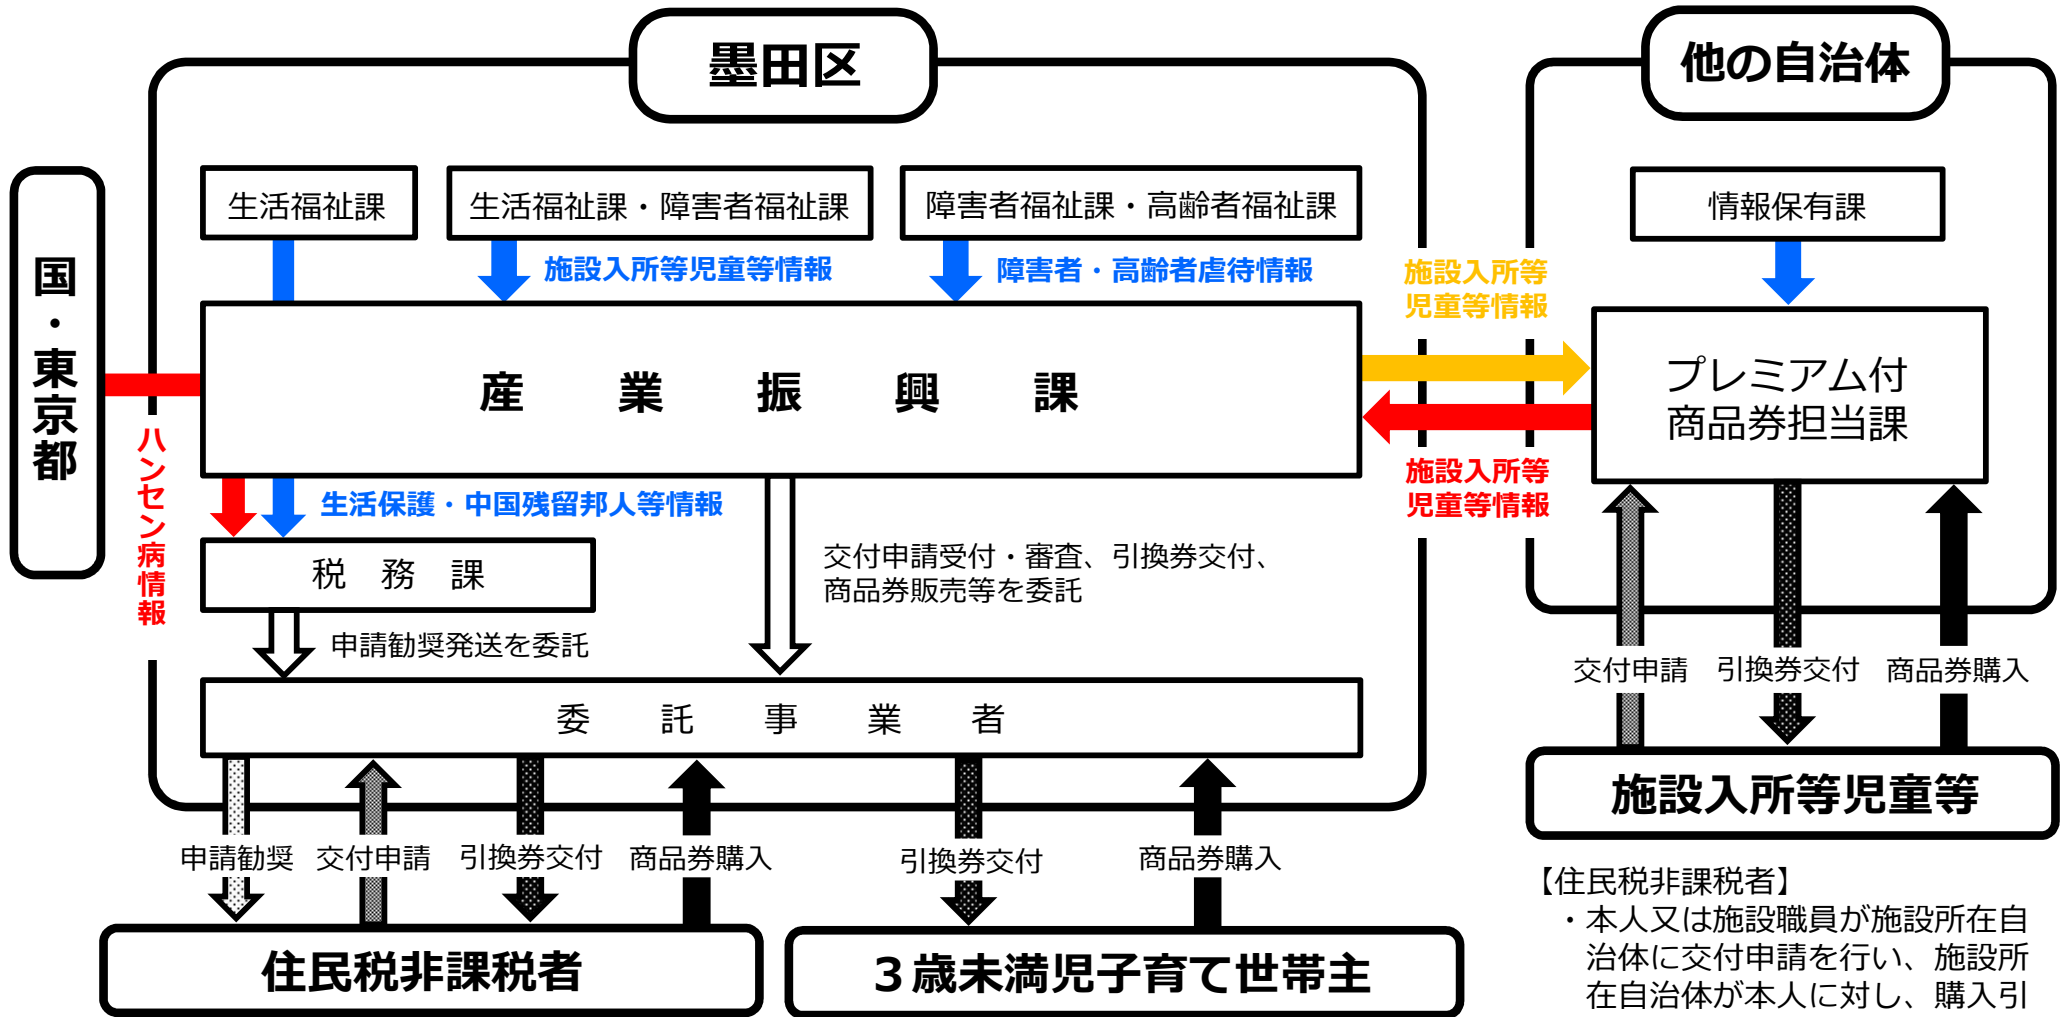 墨田区
他の自治体
国・東京都
生活福祉課
生活福祉課・障害者福祉課
障害者福祉課・高齢者福祉課
情報保有課
施設入所等児童等情報
障害者・高齢者虐待情報
施設入所等
児童等情報
産業振興課
プレミアム付
商品券担当課
ハンセン病情報
施設入所等
児童等情報
生活保護・中国残留邦人等情報
税務課
交付申請受付・審査、引換券交付、
商品券販売等を委託
申請勧奨発送を委託
交付申請
引換券交付
商品券購入
委託事業者
施設入所等児童等
申請勧奨
交付申請
引換券交付
商品券購入
引換券交付
商品券購入
住民税非課税者
３歳未満児子育て世帯主
【住民税非課税者】
・本人又は施設職員が施設所在自
治体に交付申請を行い、施設所
在自治体が本人に対し、購入引